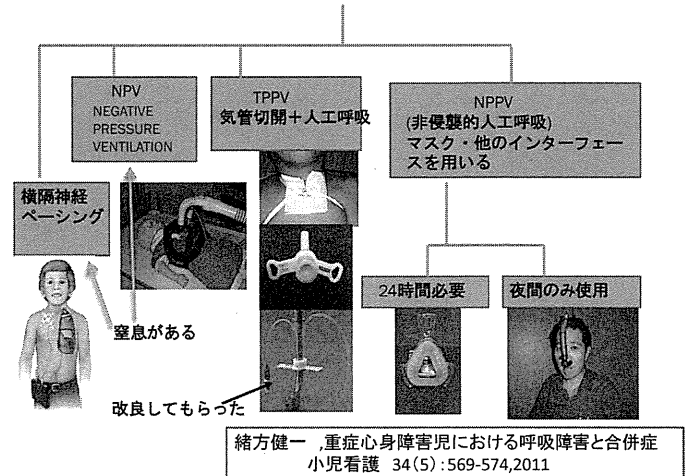 NPV
NEGATIVE
PRESSURE
VENTILATION
TPPV
気管切開+人工呼吸
NPPV
(非侵襲的人工呼吸)
マスク・他のインターフェー
スを用いる
横隔神経
ペーシング
24時間必要
夜間のみ使用
窒息がある
改良してもらった
緒方健一 ,重症心身障害児における呼吸障害と合併症
小児看護 34(5):569-574,2011